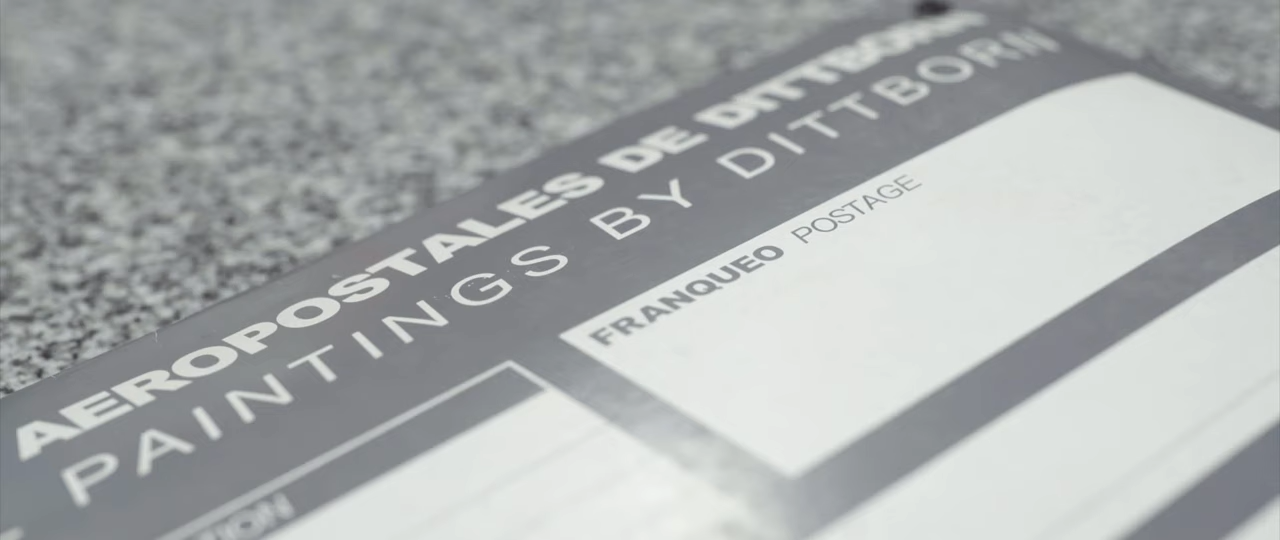 AEROPOSTALES DE DITTBORN
PAINTINGS BY DITTBORN
FRANQUEO POSTAGE